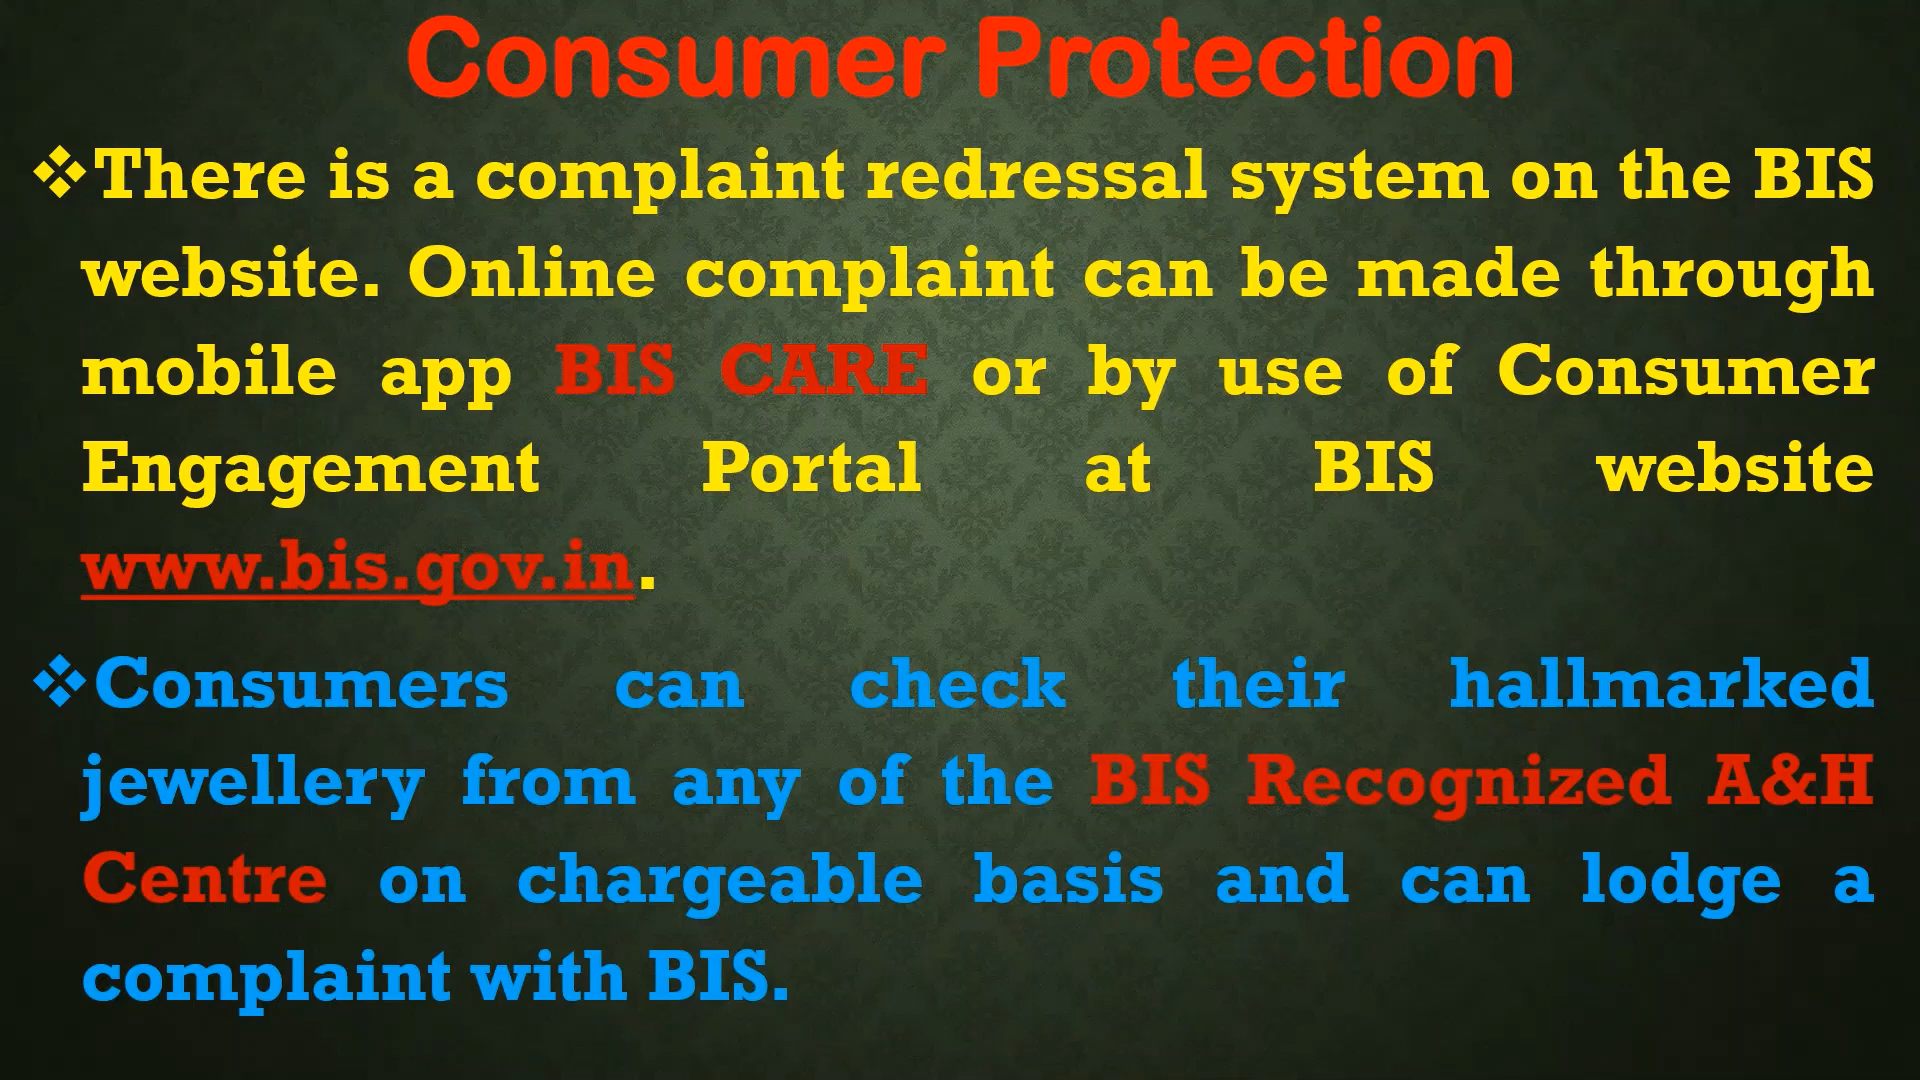 Consumer Protection
❖There is a complaint redressal system on the BIS
website. Online complaint can be made through
mobile app BIS CARE or by use of Consumer
Engagement Portal at BIS website
www.bis.gov.in.
❖Consumers can check their hallmarked
jewellery from any of the BIS Recognized A&H
Centre on chargeable basis and can lodge a
complaint with BIS.